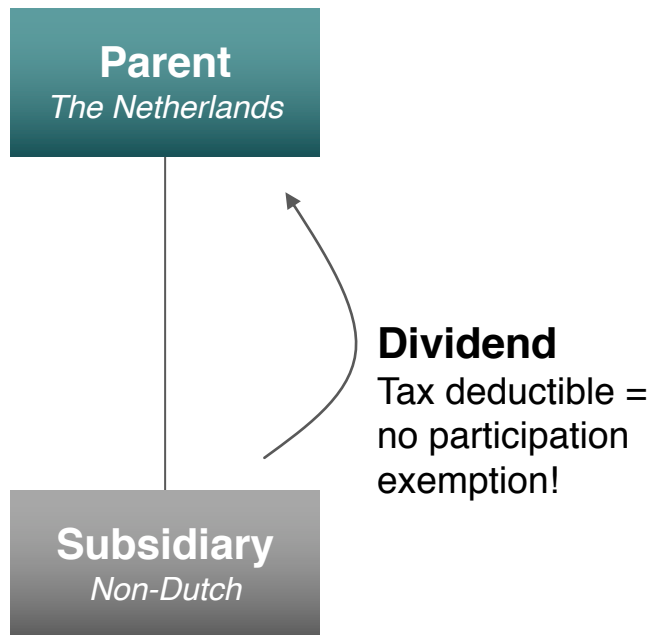 Parent
The Netherlands
Dividend
Tax deductible =
no participation
exemption!
Subsidiary
Non-Dutch